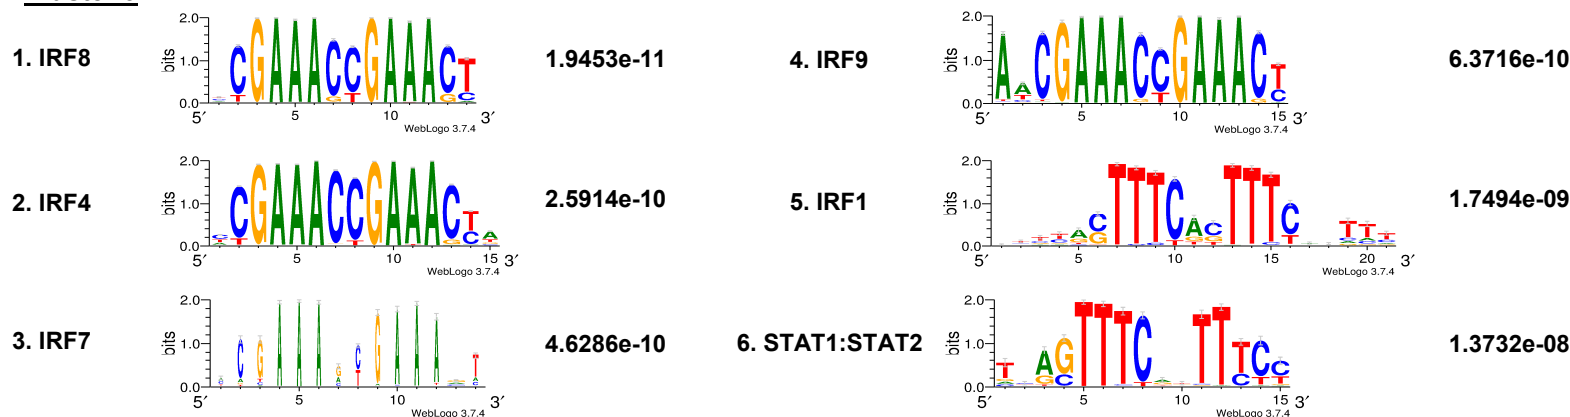 1. IRF8
bits
2.0
1.0
0.0
5′
5
10
3′
WebLogo 3.7.4
1.9453e-11
4. IRF9
bits
2.0
1.0
0.0
5′
5
10
15
3′
WebLogo 3.7.4
6.3716e-10
2. IRF4
bits
2.0
1.0
0.0
5′
5
10
15
3′
WebLogo 3.7.4
2.5914e-10
5. IRF1
bits
2.0
1.0
0.0
5′
5
10
15
20
3′
WebLogo 3.7.4
1.7494e-09
3. IRF7
bits
2.0
1.0
0.0
5′
5
10
3′
WebLogo 3.7.4
4.6286e-10
6. STAT1:STAT2
bits
2.0
1.0
0.0
5′
5
10
15
3′
WebLogo 3.7.4
1.3732e-08